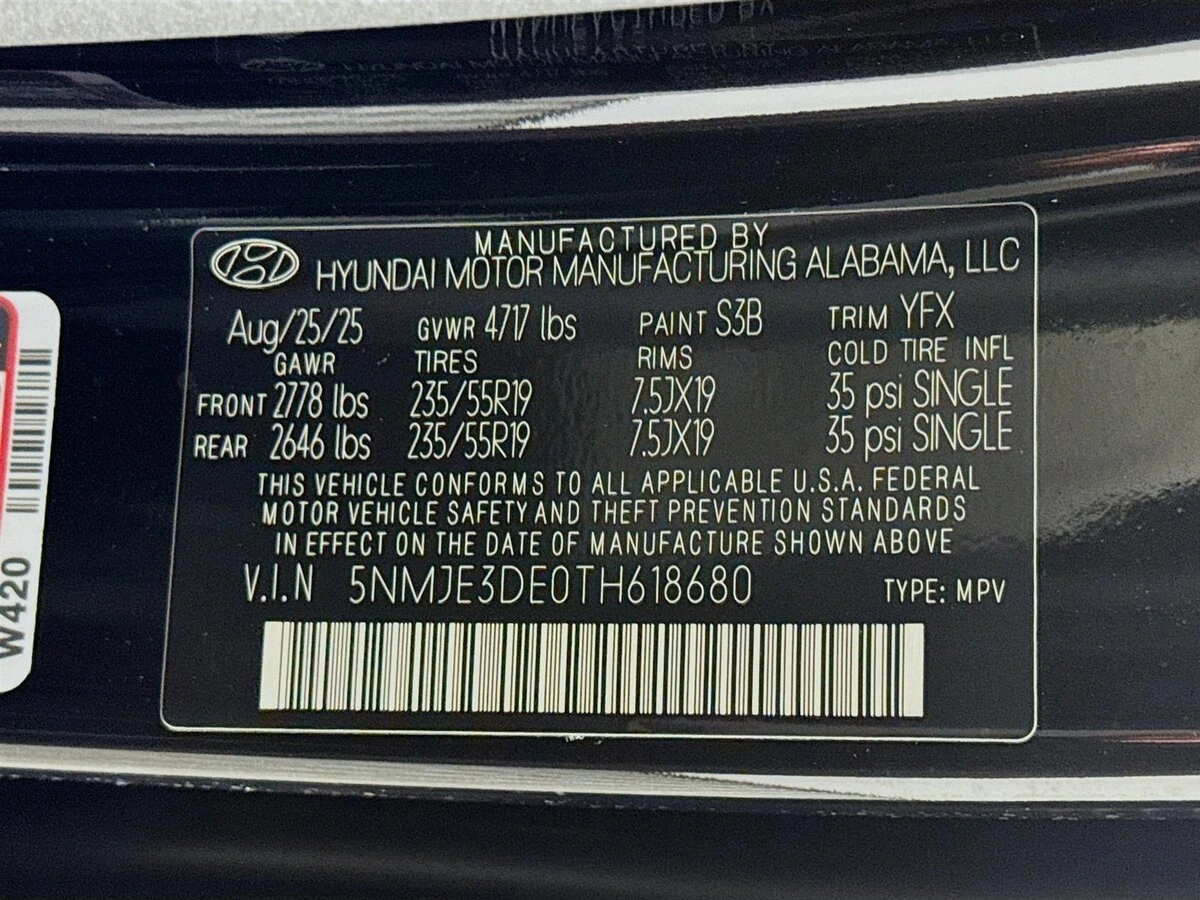 MANUFACTURED BY
HYUNDAI MOTOR MANUFACTURING ALABAMA, LLC
Aug/25/25 GVWR 4717 lbs PAINT S3B TRIM YFX
GAWR TIRES RIMS COLD TIRE INFL
FRONT 2778 lbs 235/55R19 7.5JX19 35 psi SINGLE
REAR 2646 lbs 235/55R19 7.5JX19 35 psi SINGLE
THIS VEHICLE CONFORMS TO ALL APPLICABLE U.S.A. FEDERAL
MOTOR VEHICLE SAFETY AND THEFT PREVENTION STANDARDS
IN EFFECT ON THE DATE OF MANUFACTURE SHOWN ABOVE
V.I.N 5NMJE3DE0TH618680 TYPE: MPV
W420